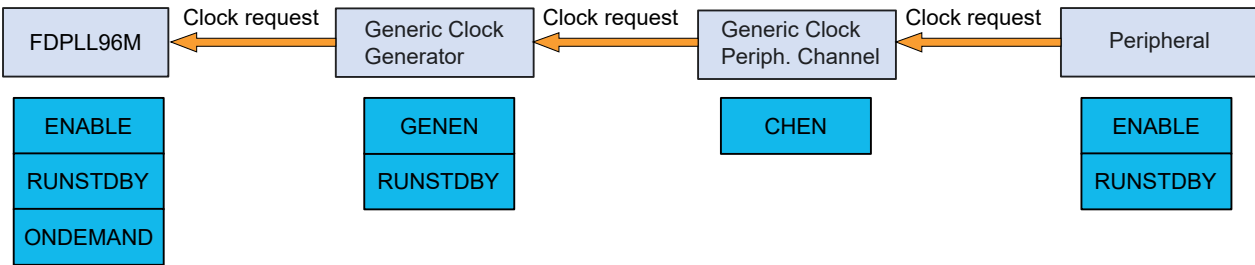 Clock request
Clock request
Clock request
FDPLL96M
Generic Clock
Generator
Generic Clock
Periph. Channel
Peripheral
ENABLE
GENEN
CHEN
ENABLE
RUNSTDBY
RUNSTDBY
RUNSTDBY
ONDEMAND